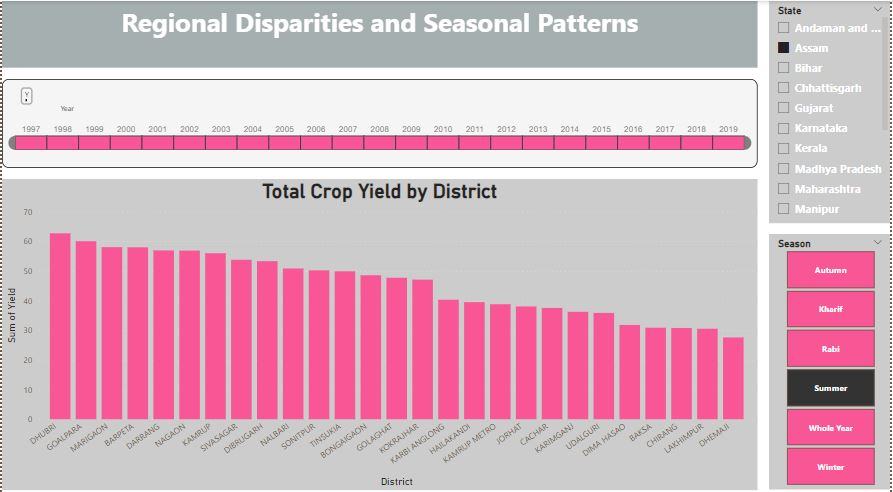 Regional Disparities and Seasonal Patterns
Y
Year
1997 1998 1999 2000 2001 2002 2003 2004 2005 2006 2007 2008 2009 2010 2011 2012 2013 2014 2015 2016 2017 2018 2019
Total Crop Yield by District
Sum of Yield
70
60
50
40
30
20
10
0
DHUBRI GOALPARA MARIGAON BARPETA DARRANG NAGAON KAMRUP SIVASAGAR DIBRUGARH NALBARI SONITPUR TINSUKIA BONGAIGAON GOLAGHAT KOKRAJHAR KARBI ANGLONG HAILAKANDI KAMRUP METRO JORHAT CACHAR KARIMGANJ UDALGURI DIMA HASAO BAKSA CHIRANG LAKHIMPUR DHEMAJI
District
State
Andaman and ...
Assam
Bihar
Chhattisgarh
Gujarat
Karnataka
Kerala
Madhya Pradesh
Maharashtra
Manipur
Season
Autumn
Kharif
Rabi
Summer
Whole Year
Winter